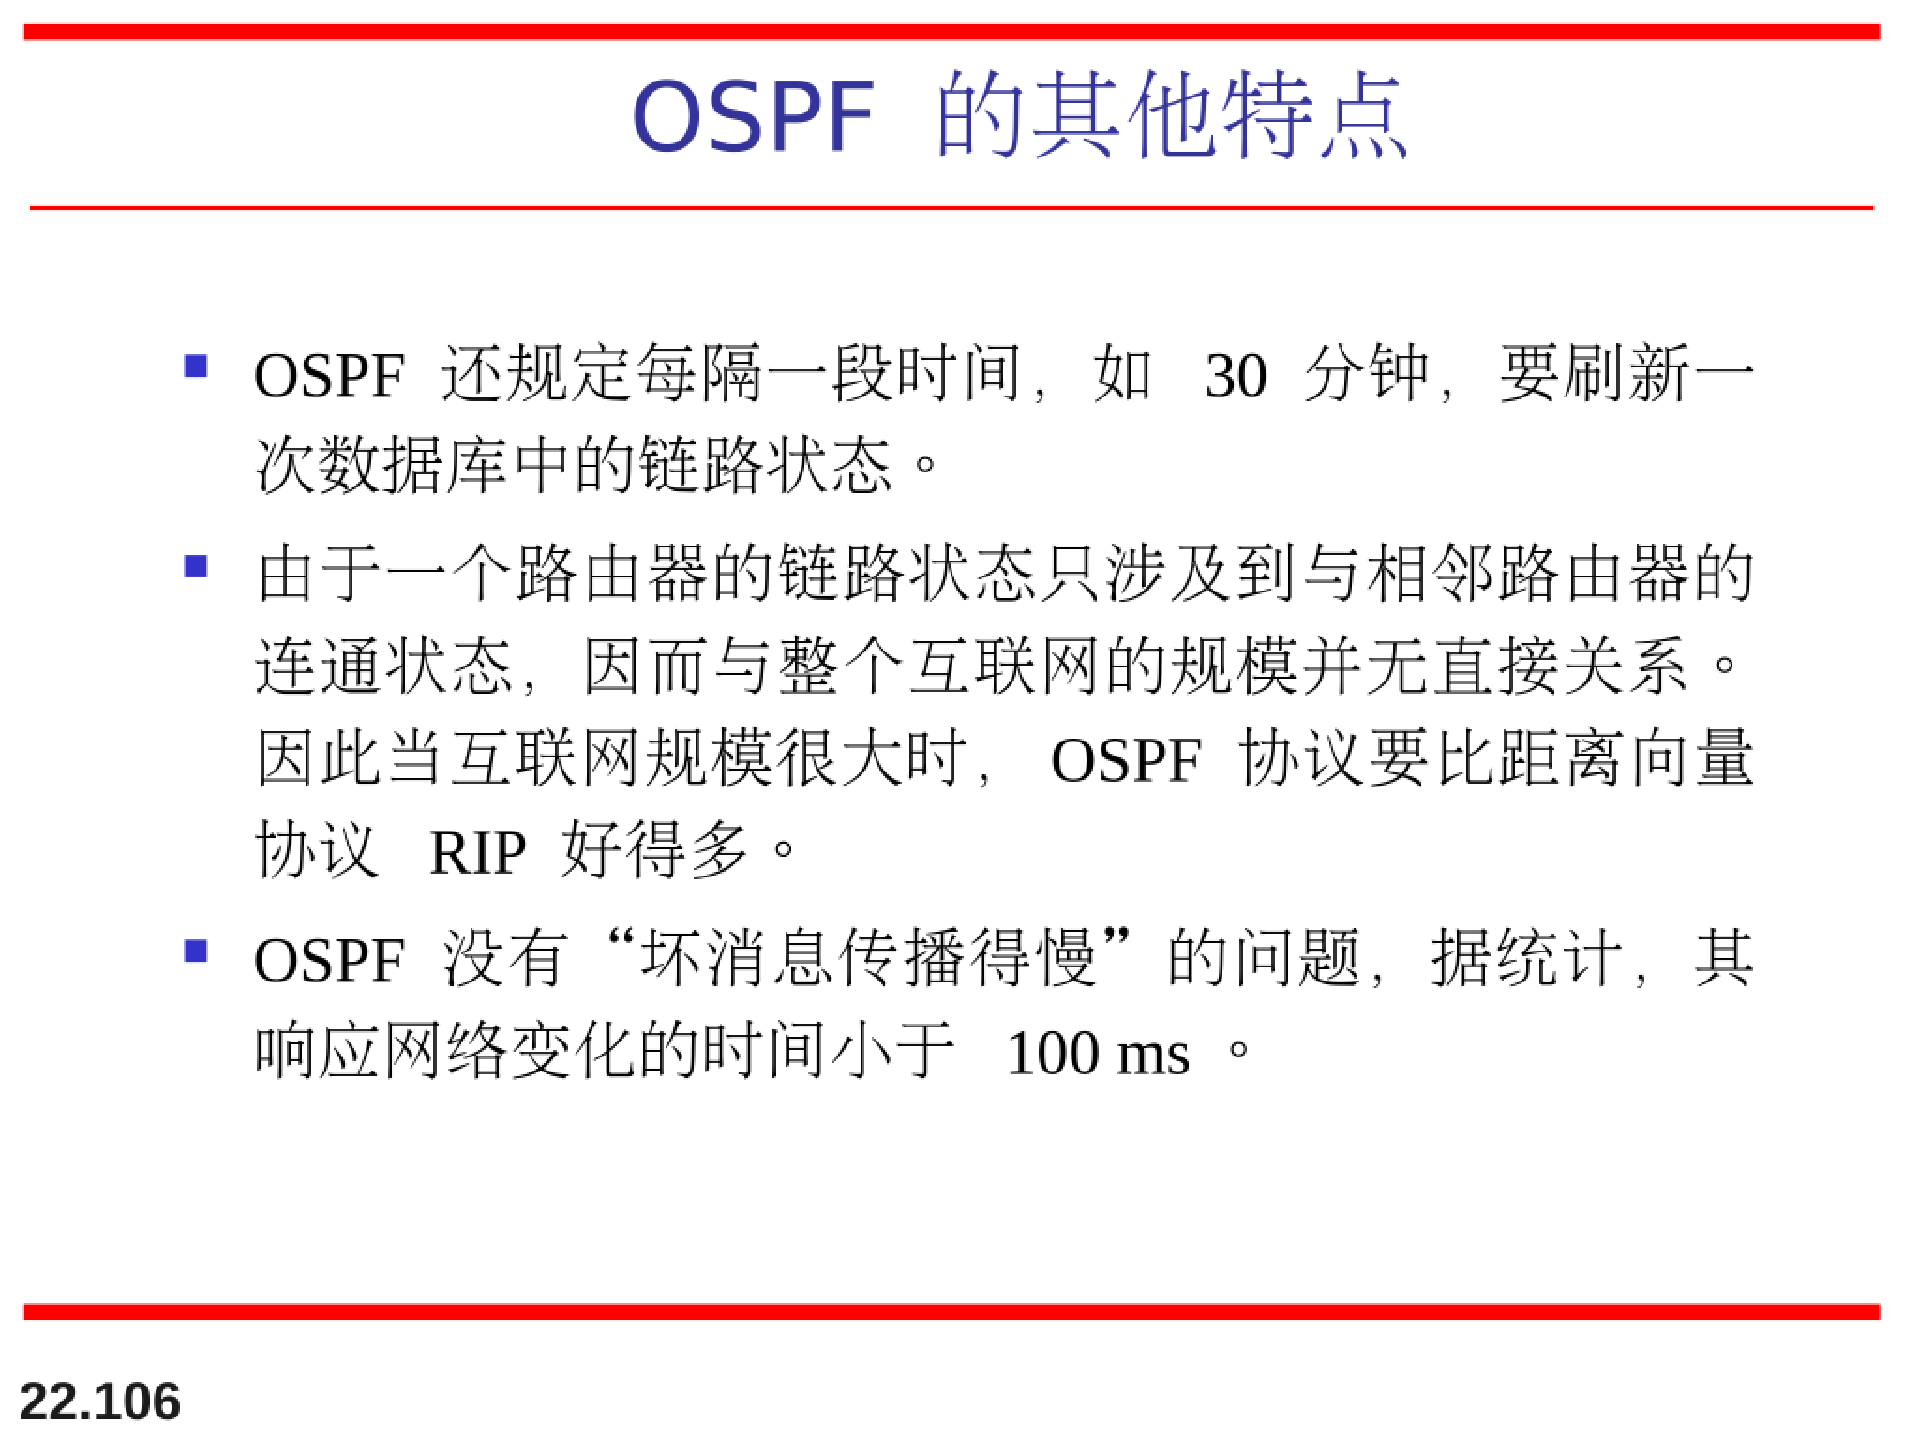 OSPF 的其他特点
OSPF 还规定每隔一段时间，如 30 分钟，要刷新一
次数据库中的链路状态。
由于一个路由器的链路状态只涉及到与相邻路由器的
连通状态，因而与整个互联网的规模并无直接关系。
因此当互联网规模很大时， OSPF 协议要比距离向量
协议 RIP 好得多。
OSPF 没有“坏消息传播得慢”的问题，据统计，其
响应网络变化的时间小于 100 ms 。
22.106